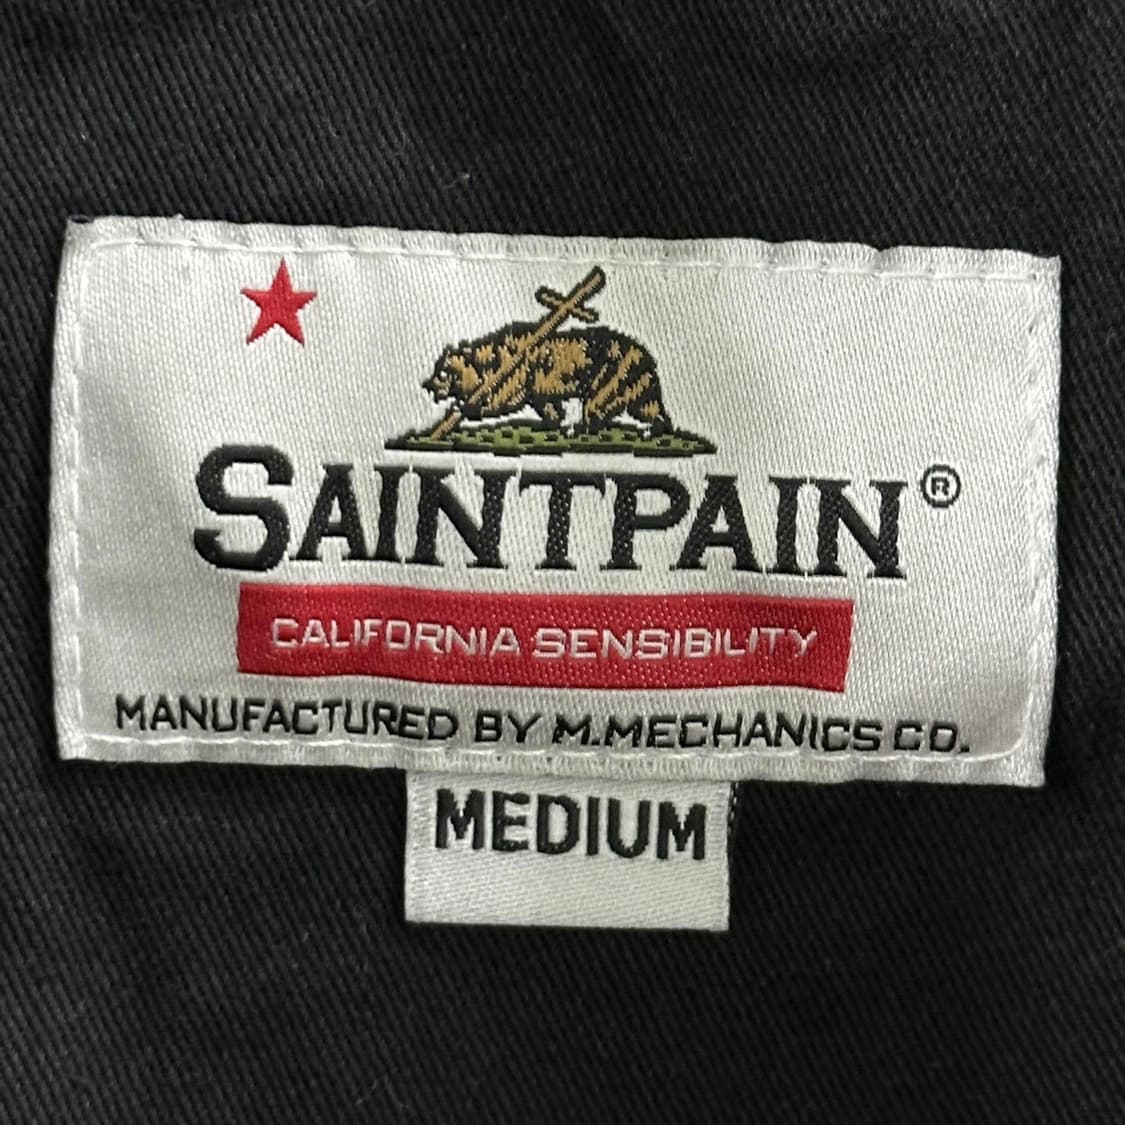 SAINTPAIN®
CALIFORNIA SENSIBILITY
MANUFACTURED BY M.MECHANICS CO.
MEDIUM